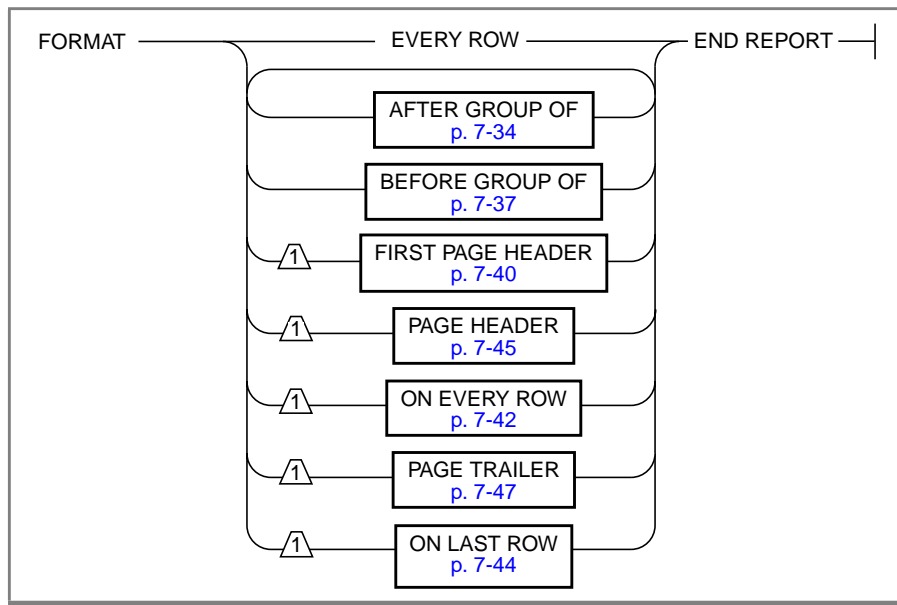 FORMAT EVERY ROW END REPORT
AFTER GROUP OF
p. 7-34
BEFORE GROUP OF
p. 7-37
1 FIRST PAGE HEADER
p. 7-40
1 PAGE HEADER
p. 7-45
1 ON EVERY ROW
p. 7-42
1 PAGE TRAILER
p. 7-47
1 ON LAST ROW
p. 7-44